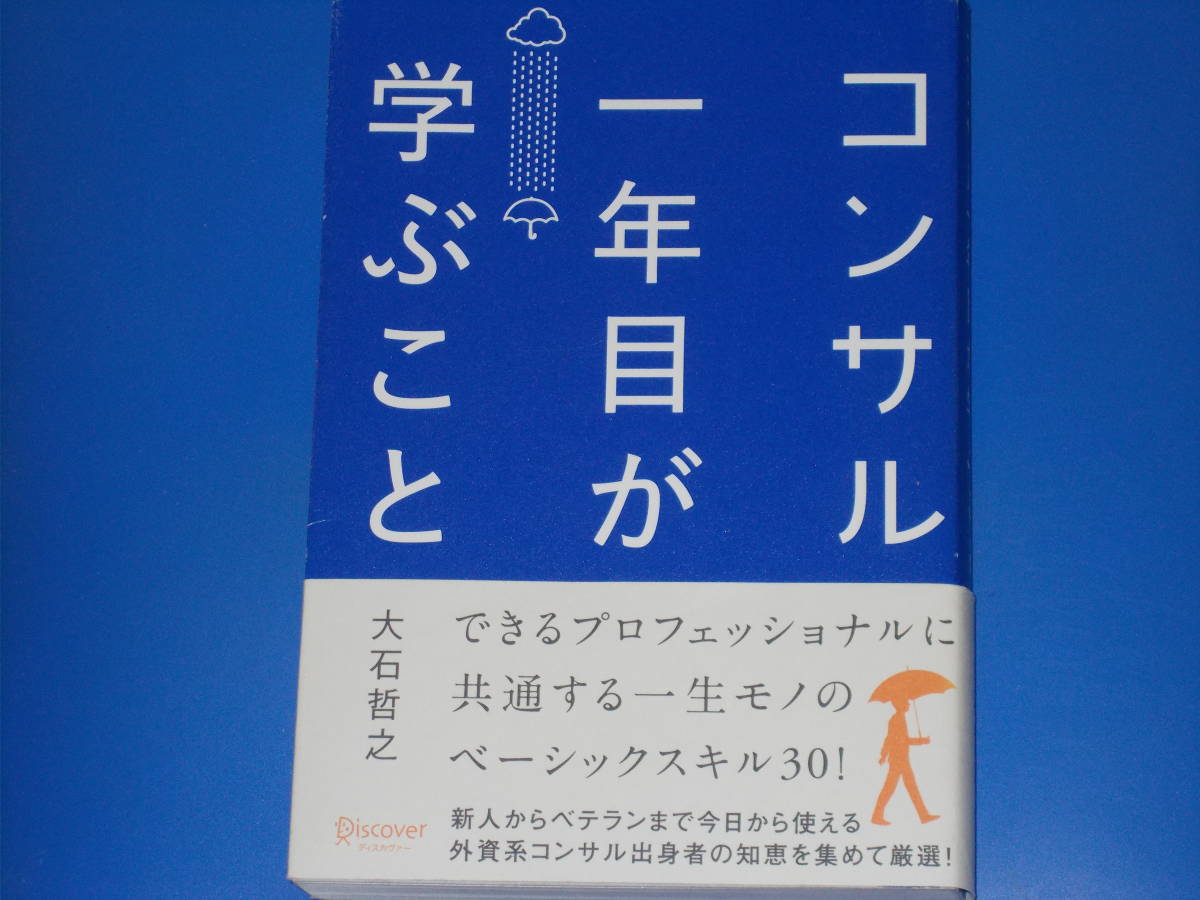 コンサル
一年目が
学ぶこと
できるプロフェッショナルに
共通する一生モノの
ベーシックスキル30!
大石哲之
新人からベテランまで今日から使える
外資系コンサル出身者の知恵を集めて厳選!
Discover
ディスカヴァー